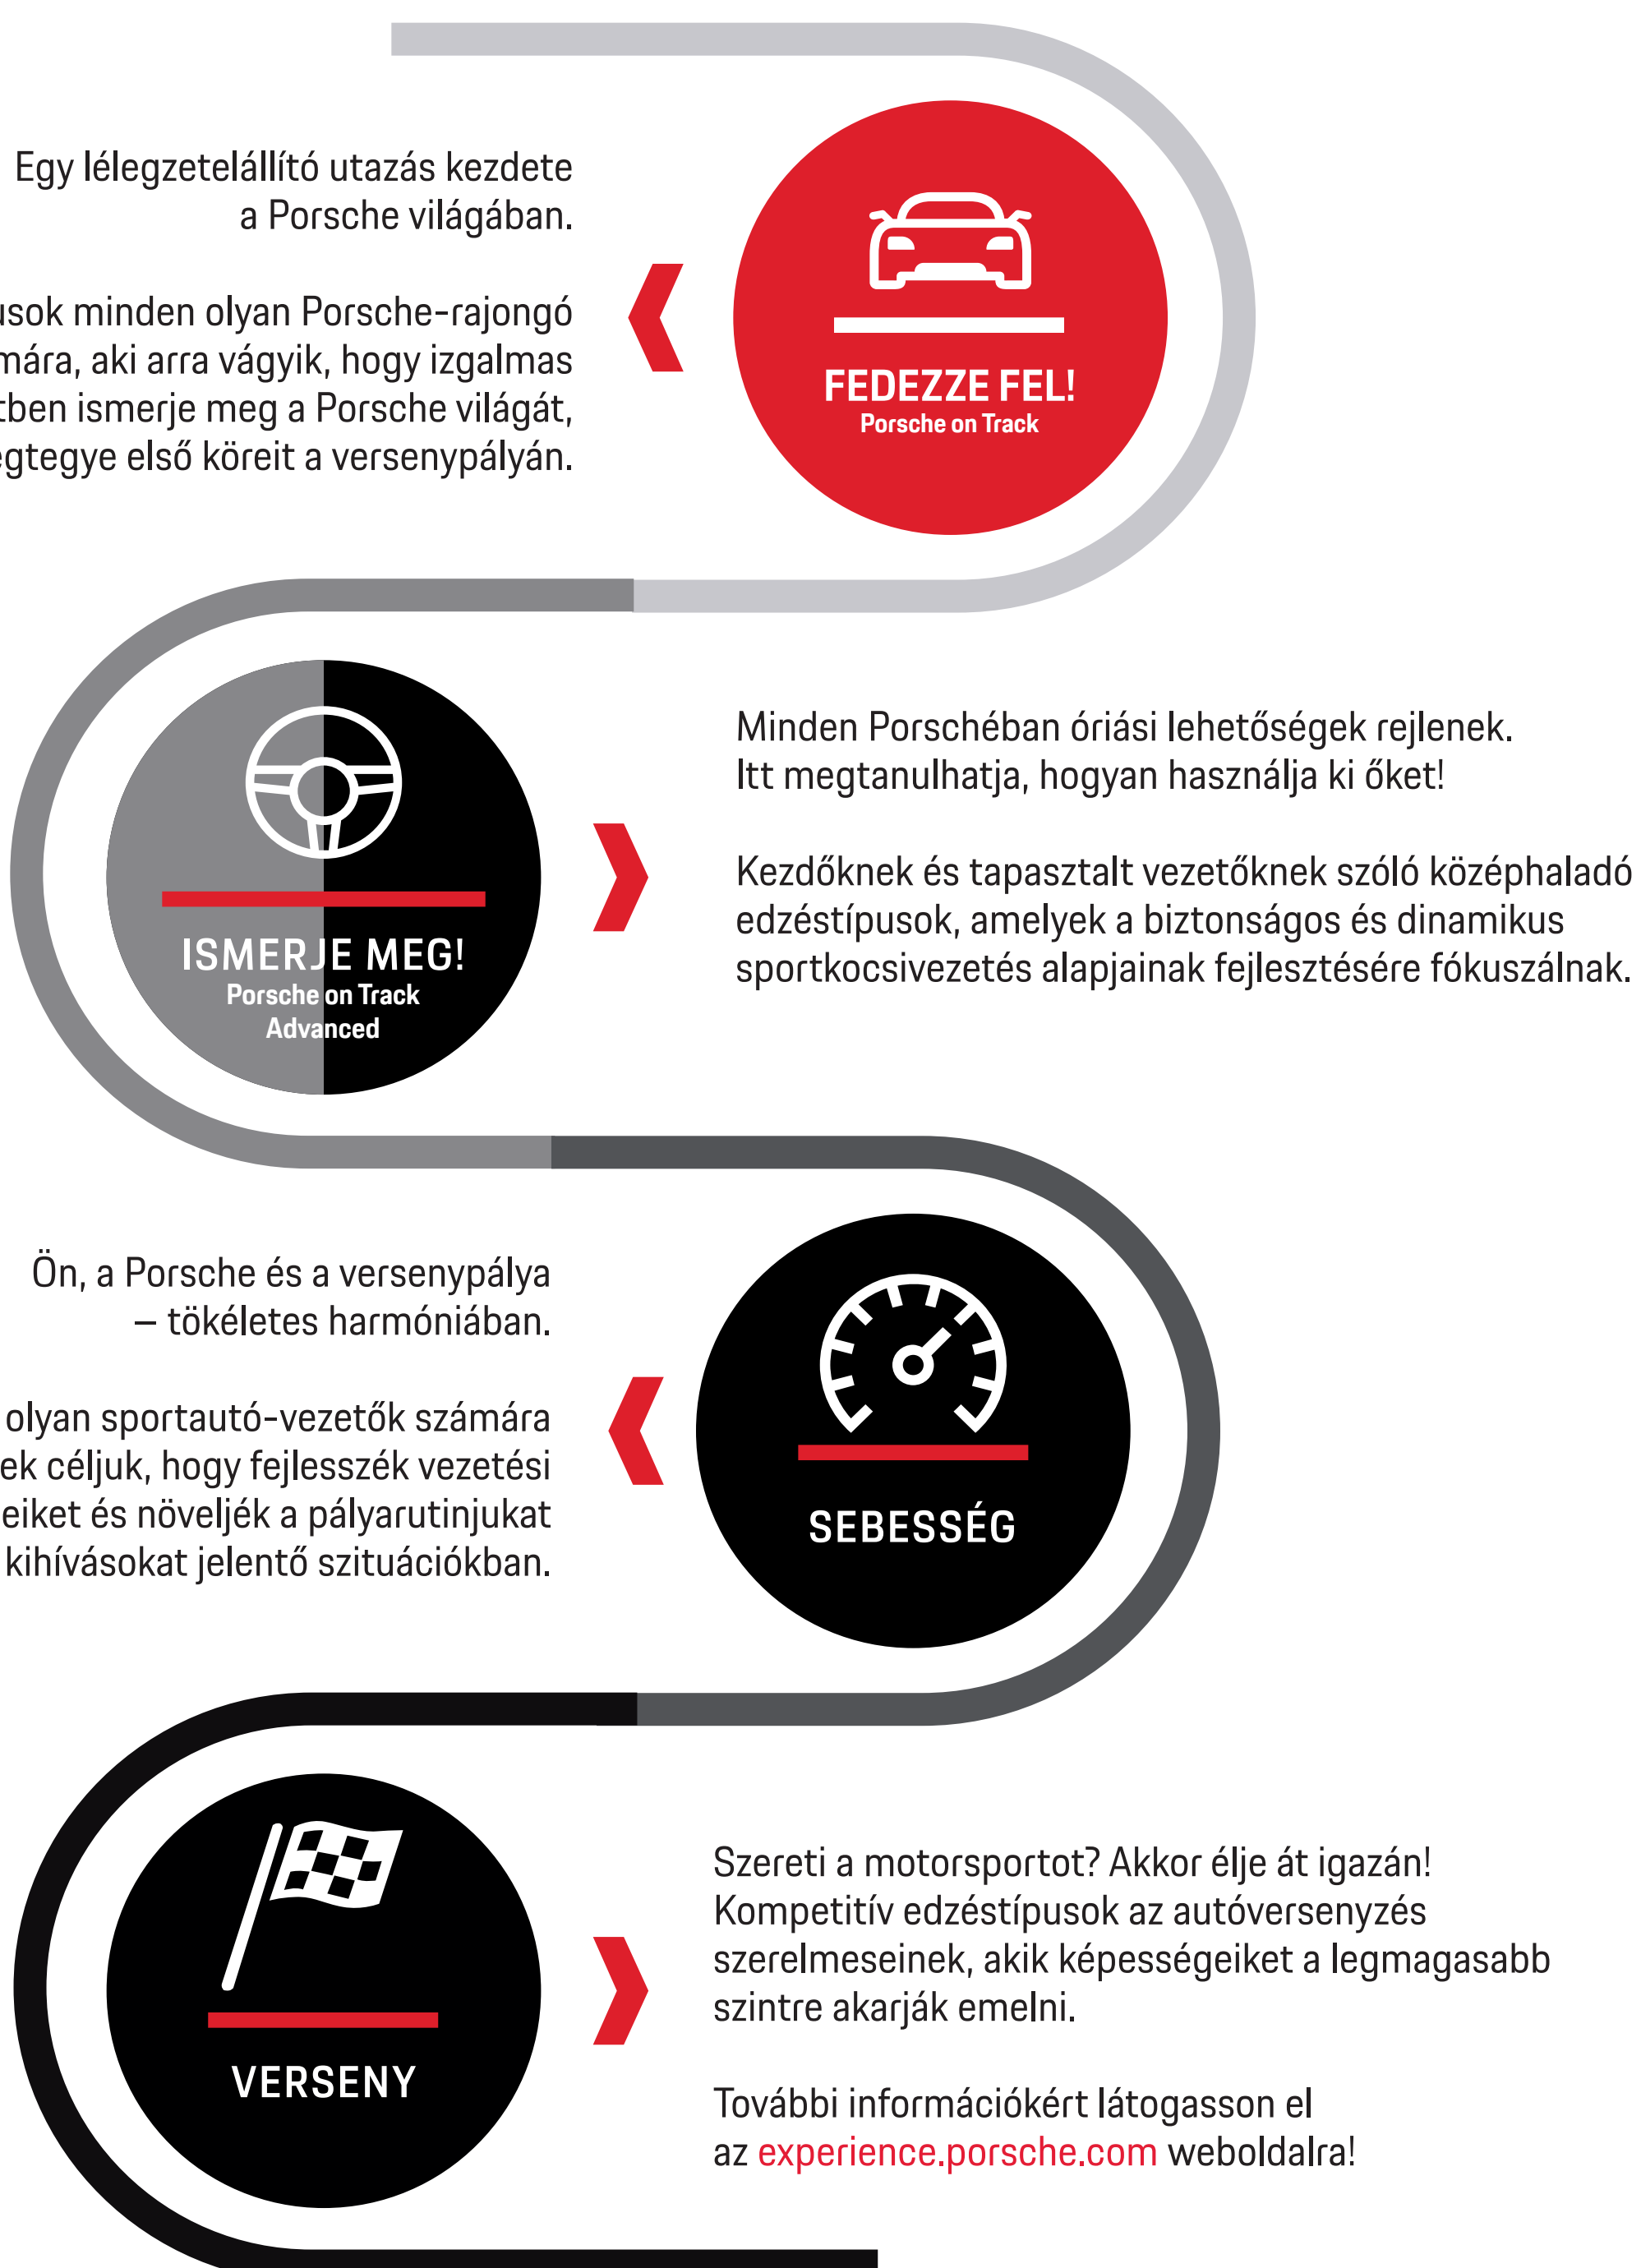 Egy lélegzetelállító utazás kezdete
a Porsche világában.
minden olyan Porsche-rajongó
aki arra vágyik, hogy izgalmas
ismerje meg a Porsche világát,
első köreit a versenypályán.
FEDEZZE FEL!
Porsche on Track
ISMERJE MEG!
Porsche on Track
Advanced
Minden Porschéban óriási lehetőségek rejlenek.
Itt megtanulhatja, hogyan használja ki őket!
Kezdőknek és tapasztalt vezetőknek szóló középhaladó
edzéstípusok, amelyek a biztonságos és dinamikus
sportkocsivezetés alapjainak fejlesztésére fókuszálnak.
Ön, a Porsche és a versenypálya
– tökéletes harmóniában.
olyan sportautó-vezetők számára
céljuk, hogy fejlesszék vezetési
és növeljék a pályarutinjukat
kihívásokat jelentő szituációkban.
SEBESSÉG
VERSENY
Szereti a motorsportot? Akkor élje át igazán!
Kompetitív edzéstípusok az autóversenyzés
szerelmeseinek, akik képességeiket a legmagasabb
szintre akarják emelni.
További információkért látogasson el
az experience.porsche.com weboldalra!